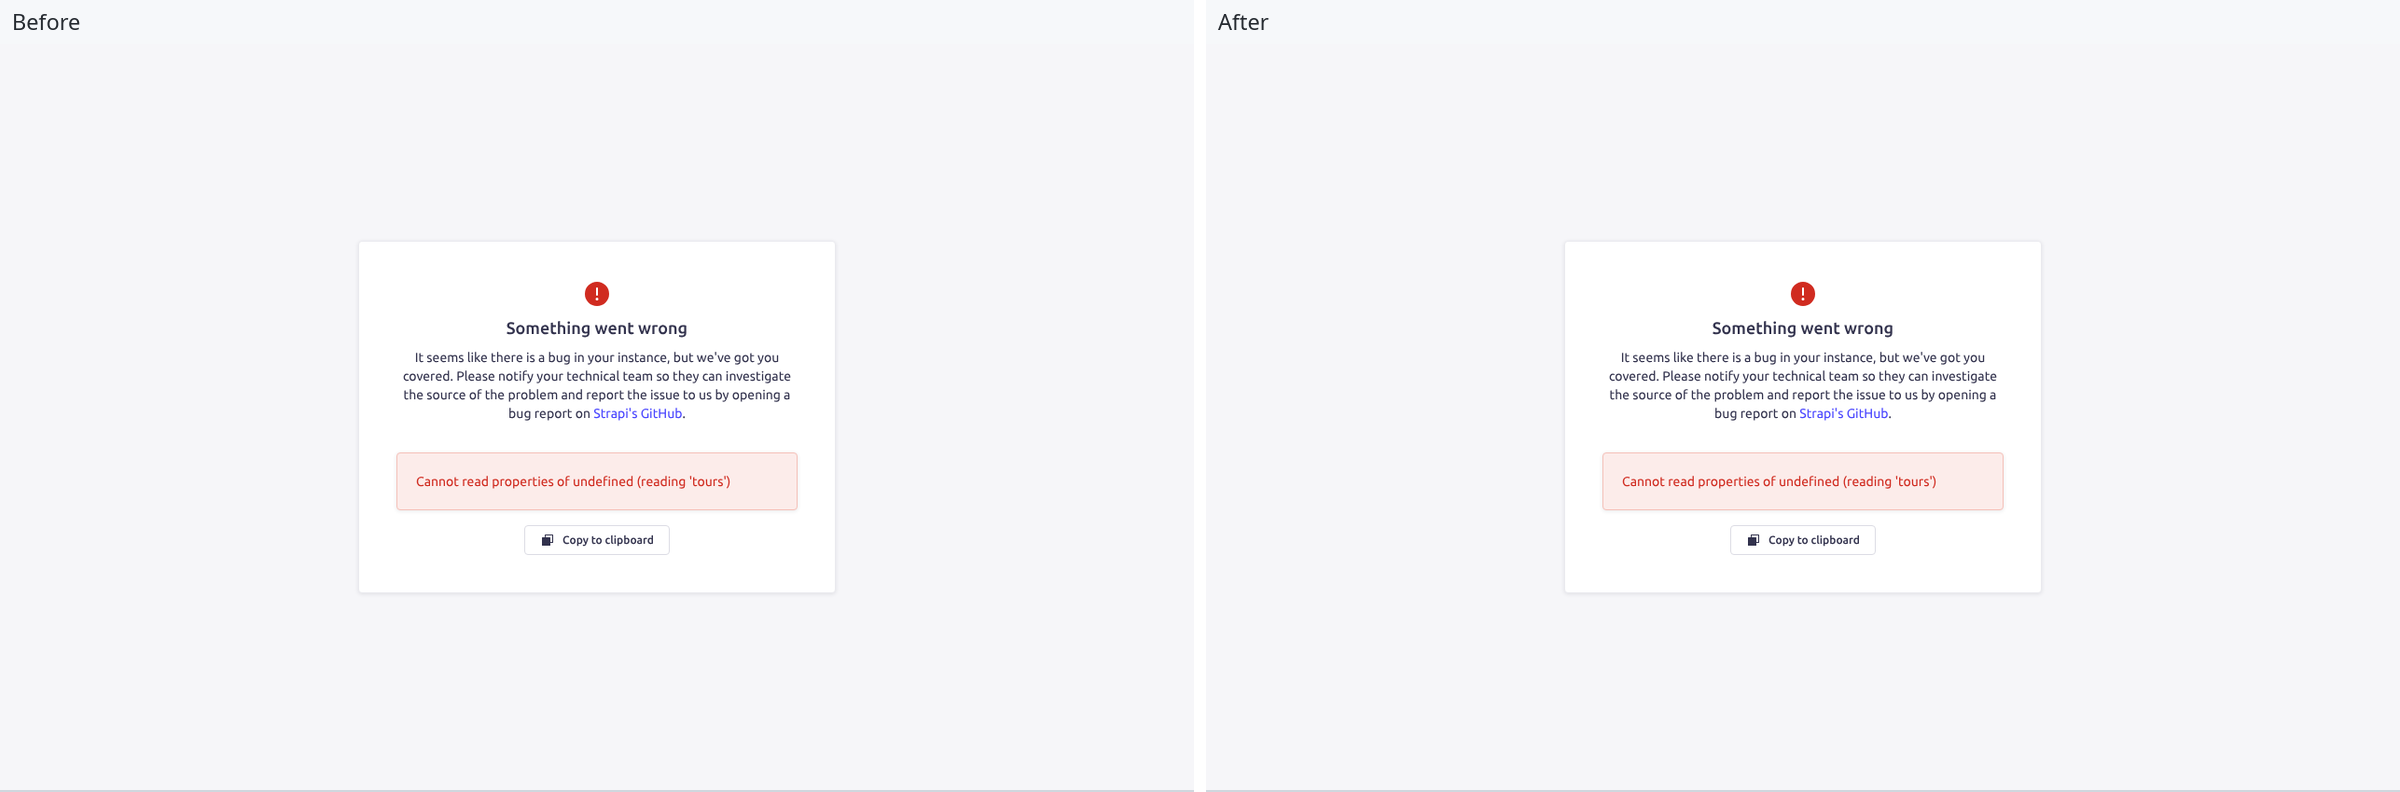 Before
Something went wrong
It seems like there is a bug in your instance, but we've got you
covered. Please notify your technical team so they can investigate
the source of the problem and report the issue to us by opening a
bug report on Strapi's GitHub.
Cannot read properties of undefined (reading 'tours')
Copy to clipboard
After
Something went wrong
It seems like there is a bug in your instance, but we've got you
covered. Please notify your technical team so they can investigate
the source of the problem and report the issue to us by opening a
bug report on Strapi's GitHub.
Cannot read properties of undefined (reading 'tours')
Copy to clipboard